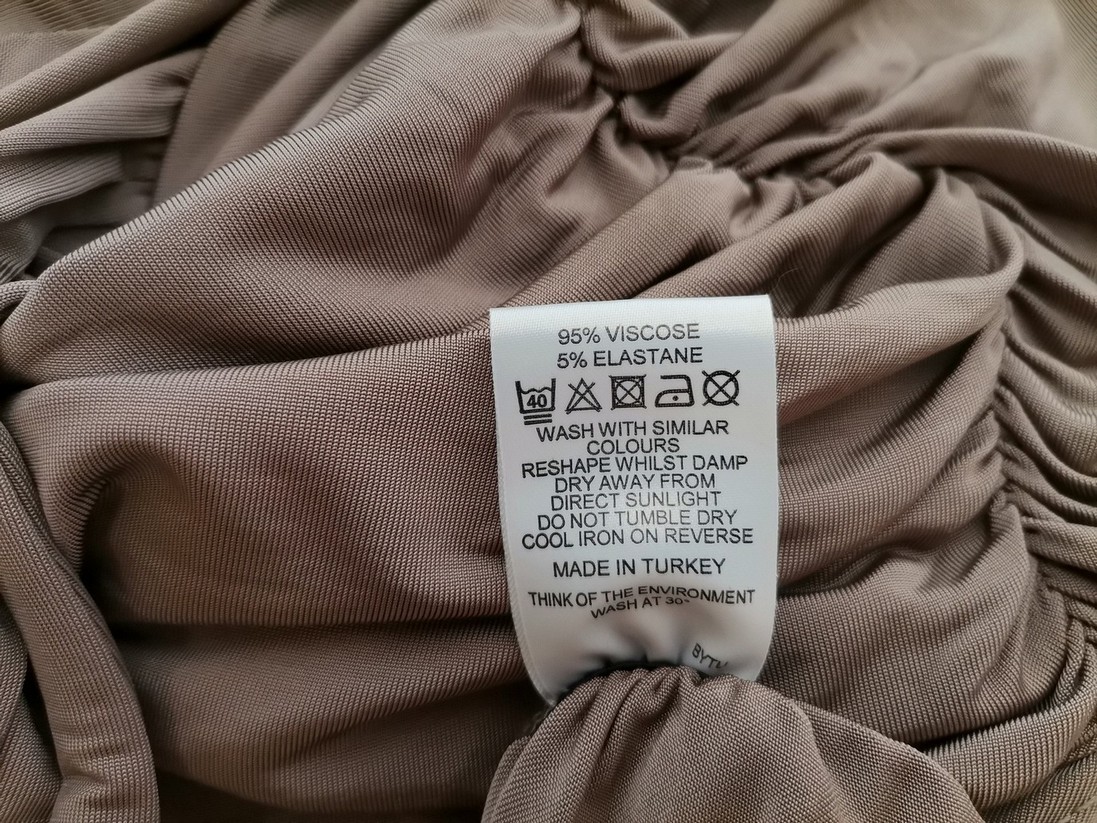 95% VISCOSE
5% ELASTANE
40
WASH WITH SIMILAR
COLOURS
RESHAPE WHILST DAMP
DRY AWAY FROM
DIRECT SUNLIGHT
DO NOT TUMBLE DRY
COOL IRON ON REVERSE
MADE IN TURKEY
THINK OF THE ENVIRONMENT
WASH AT 30°